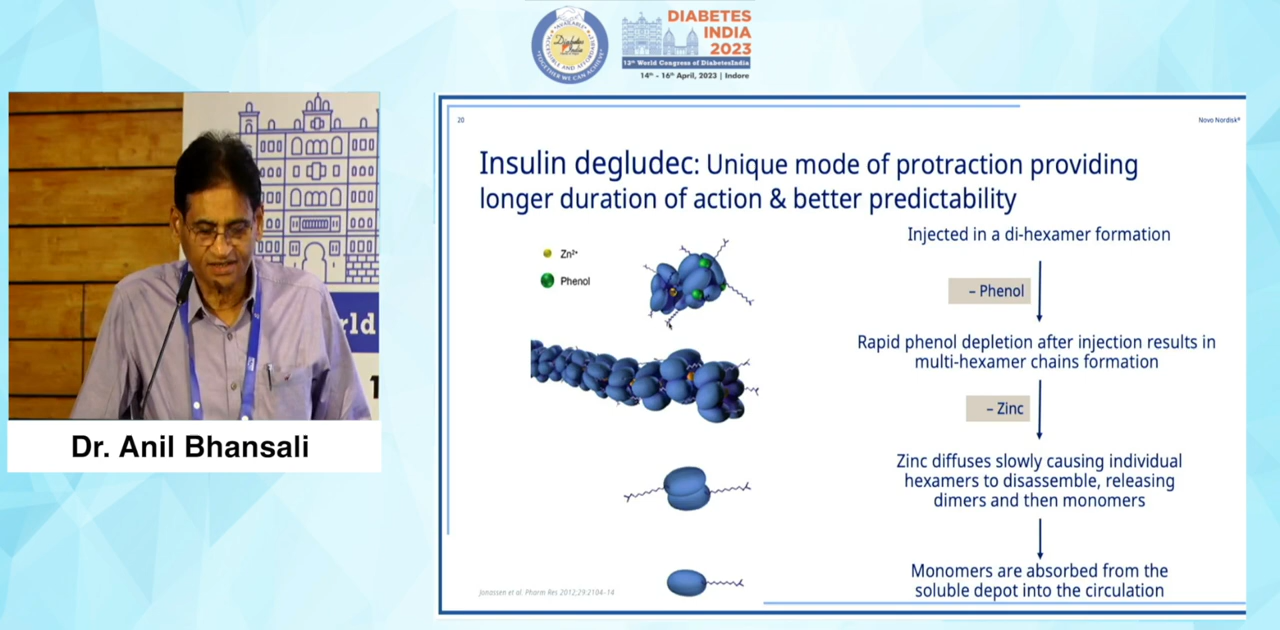 DIABETES
INDIA
2023
13th World Congress of DiabetesIndia
14th - 16th April, 2023 | Indore
20
Novo Nordisk®
Insulin degludec: Unique mode of protraction providing
longer duration of action & better predictability
Injected in a di-hexamer formation
Zn²⁺
Phenol
– Phenol
Rapid phenol depletion after injection results in
multi-hexamer chains formation
– Zinc
Zinc diffuses slowly causing individual
hexamers to disassemble, releasing
dimers and then monomers
Monomers are absorbed from the
soluble depot into the circulation
Jonassen et al. Pharm Res 2012;29:2104–14
rld
Dr. Anil Bhansali